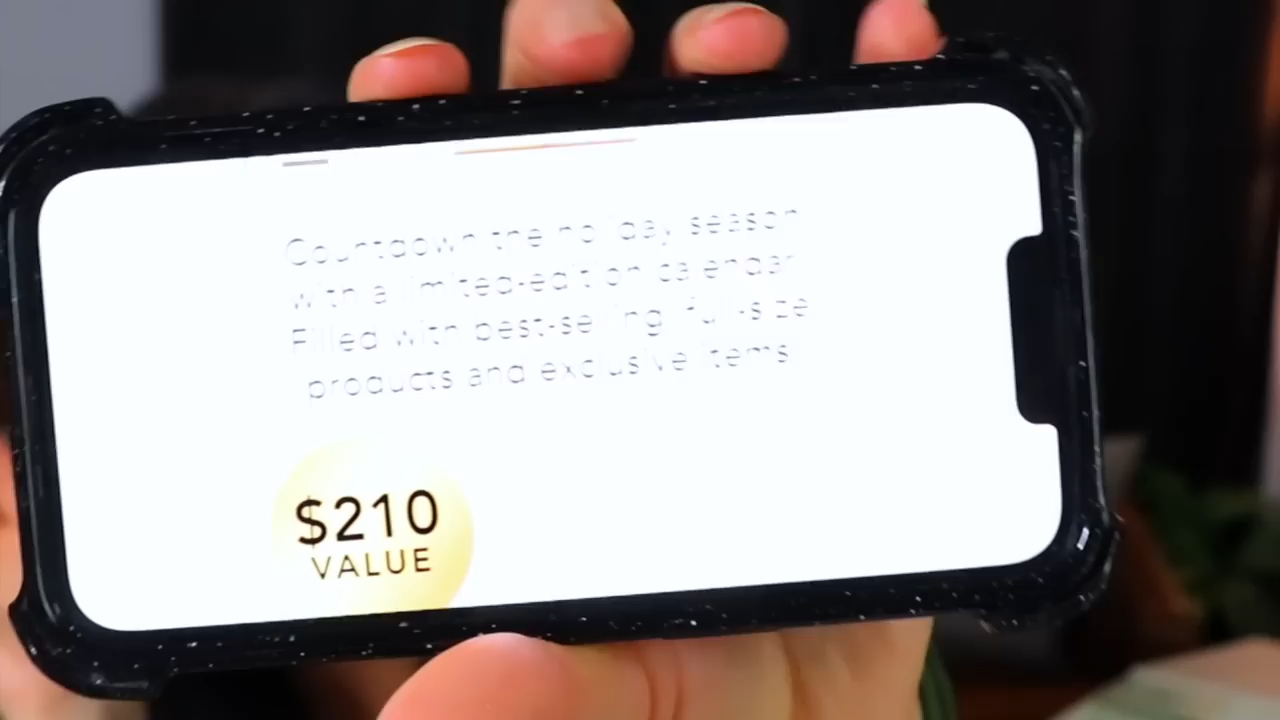 Countdown the holiday season
with a limited-edition calendar
Filled with best-selling, full-size
products and exclusive items
$210
VALUE